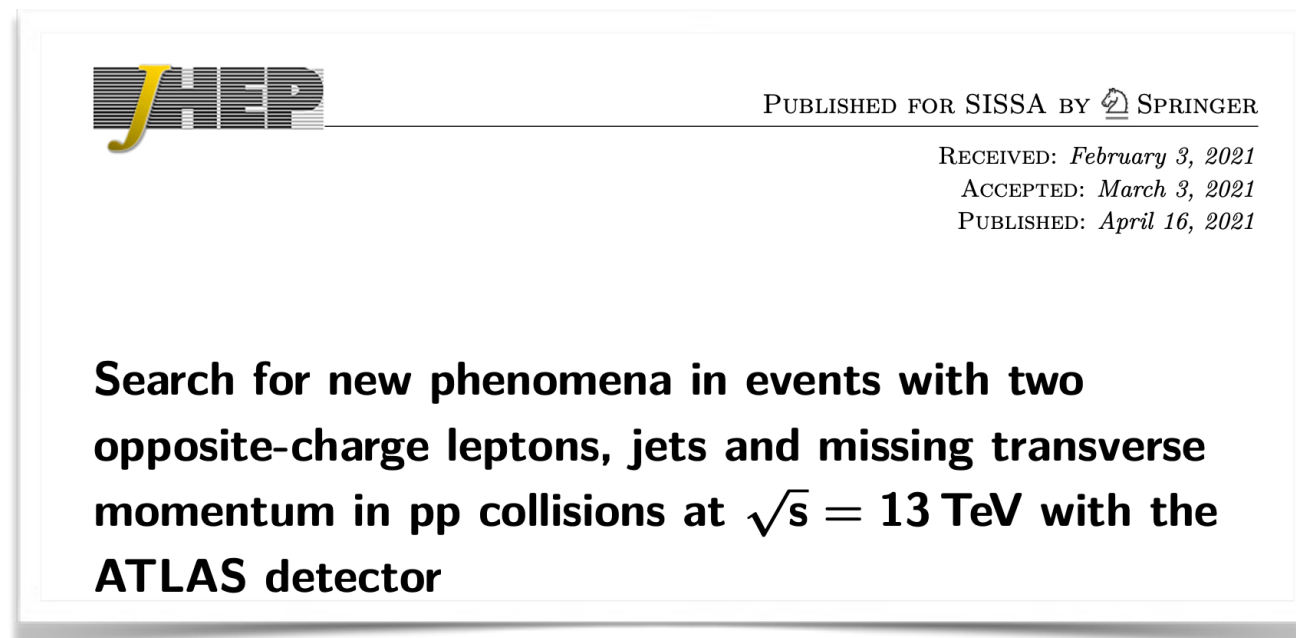 JHEP
PUBLISHED FOR SISSA BY SPRINGER
RECEIVED: February 3, 2021
ACCEPTED: March 3, 2021
PUBLISHED: April 16, 2021
Search for new phenomena in events with two
opposite-charge leptons, jets and missing transverse
momentum in pp collisions at √s = 13 TeV with the
ATLAS detector